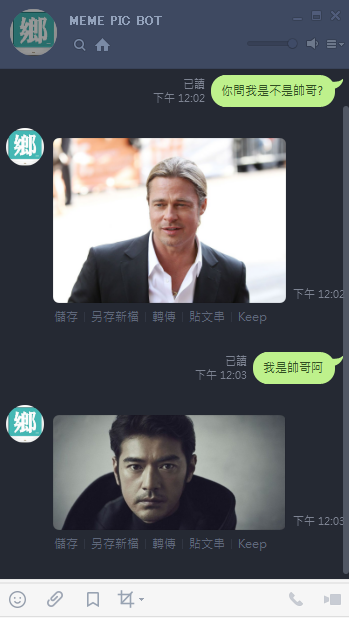 鄉
MEME PIC BOT
已讀
下午 12:02
你問我是不是帥哥?
鄉
下午 12:02
儲存 | 另存新檔 | 轉傳 | 貼文串 | Keep
已讀
下午 12:03
我是帥哥阿
鄉
下午 12:03
儲存 | 另存新檔 | 轉傳 | 貼文串 | Keep